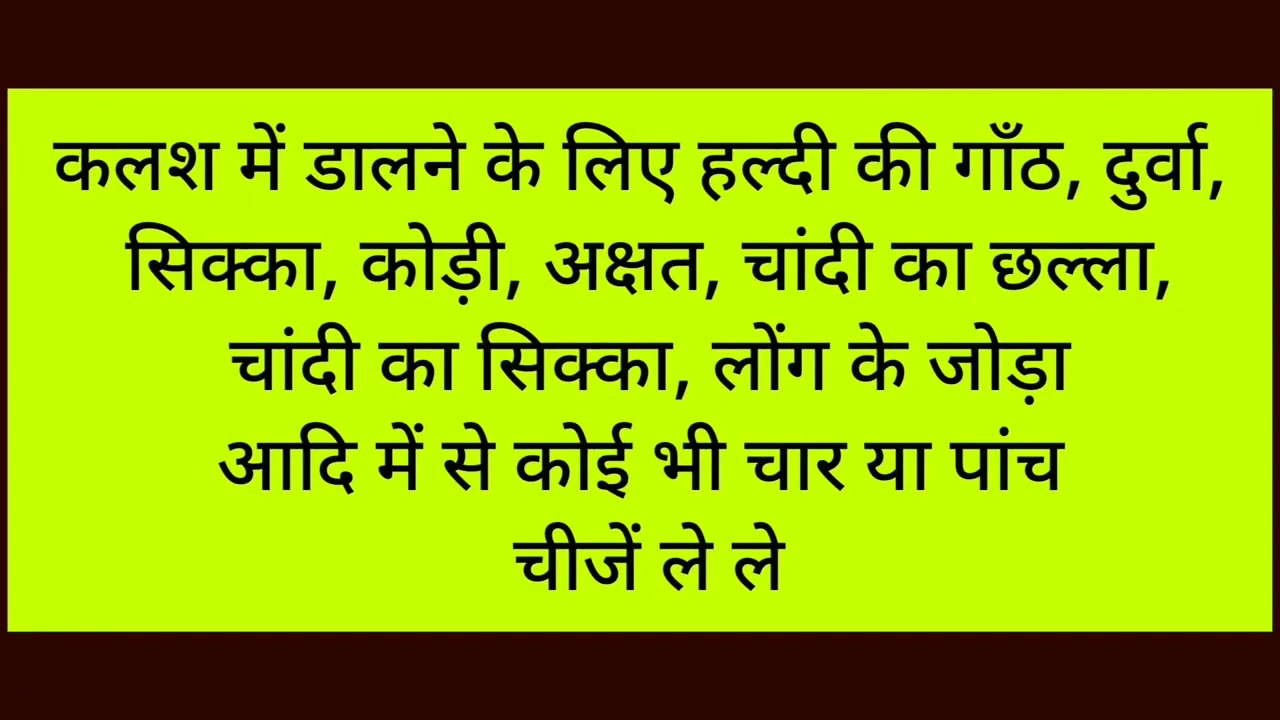 कलश में डालने के लिए हल्दी की गाँठ, दुर्वा,
सिक्का, कोड़ी, अक्षत, चांदी का छल्ला,
चांदी का सिक्का, लोंग के जोड़ा
आदि में से कोई भी चार या पांच
चीजें ले ले